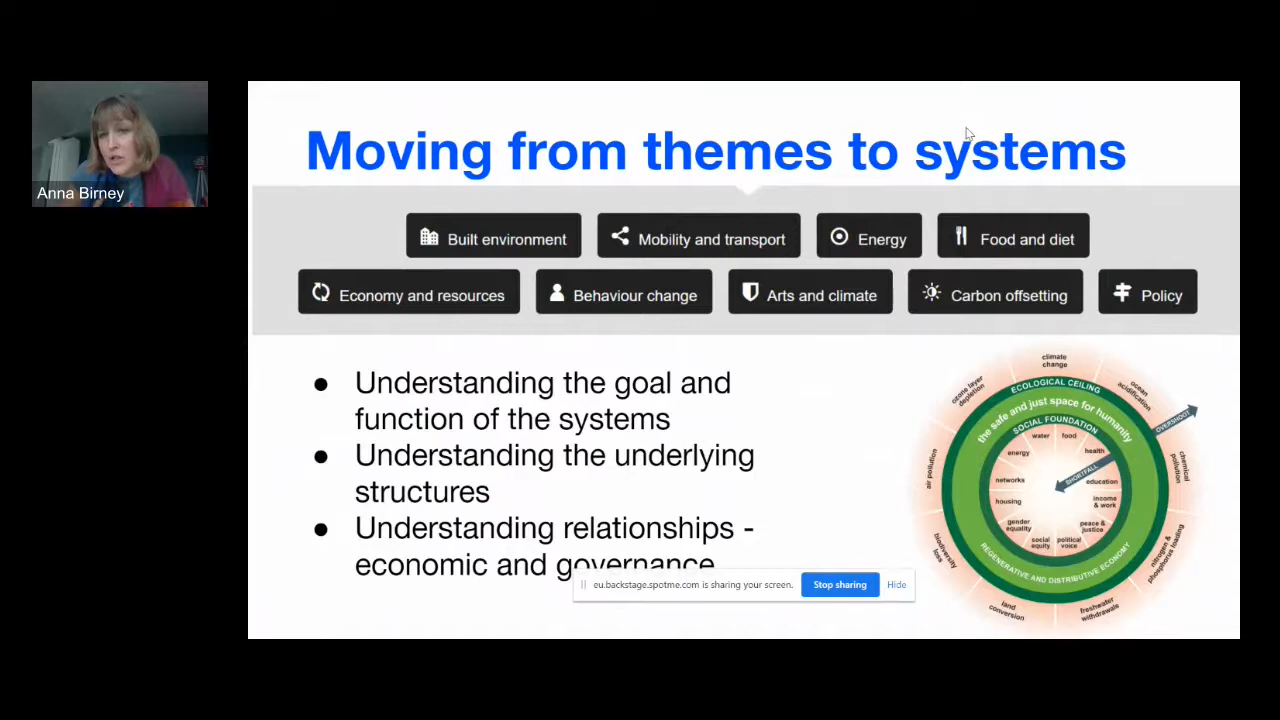 Anna Birney
Moving from themes to systems
Built environment
Mobility and transport
Energy
Food and diet
Economy and resources
Behaviour change
Arts and climate
Carbon offsetting
Policy
● Understanding the goal and
function of the systems
● Understanding the underlying
structures
● Understanding relationships -
economic and governance
eu.backstage.spotme.com is sharing your screen.
Stop sharing
Hide
climate
change
ocean
acidification
chemical
pollution
nitrogen &
phosphorus loading
freshwater
withdrawals
land
conversion
biodiversity
loss
air pollution
ozone layer
depletion
OVERSHOOT
ECOLOGICAL CEILING
the safe and just space for humanity
SOCIAL FOUNDATION
water
food
health
education
income
& work
peace &
justice
political
voice
social
equity
gender
equality
housing
networks
energy
SHORTFALL
REGENERATIVE AND DISTRIBUTIVE ECONOMY